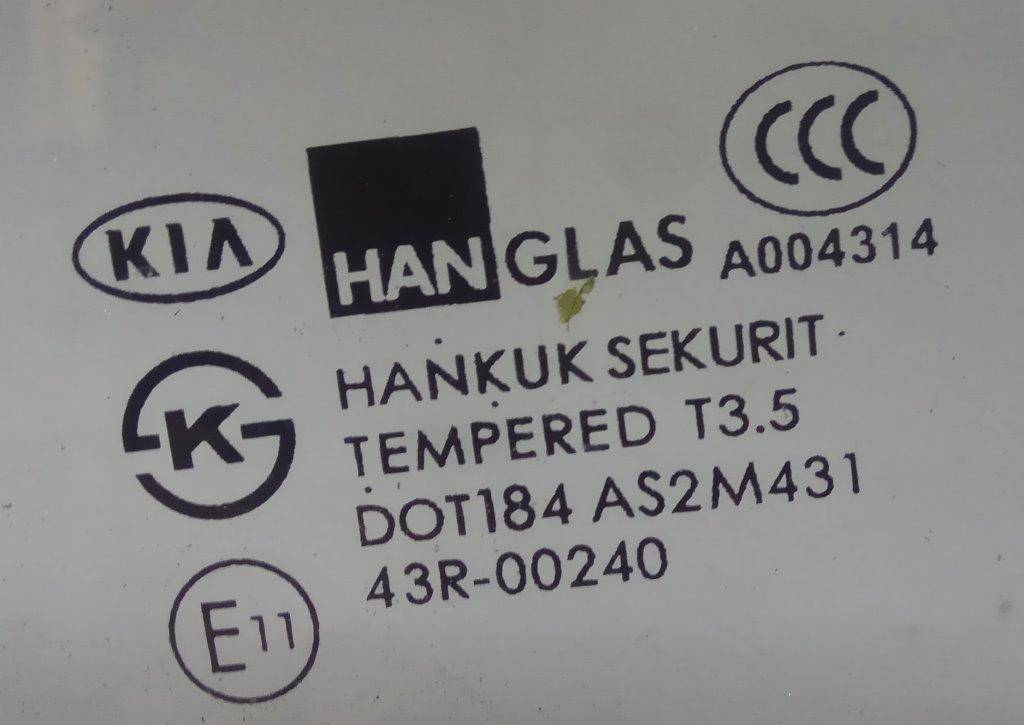 KIA
HANGLAS
CCC
A004314
K
HANKUK SEKURIT
TEMPERED T3.5
DOT184 AS2M431
43R-00240
E11